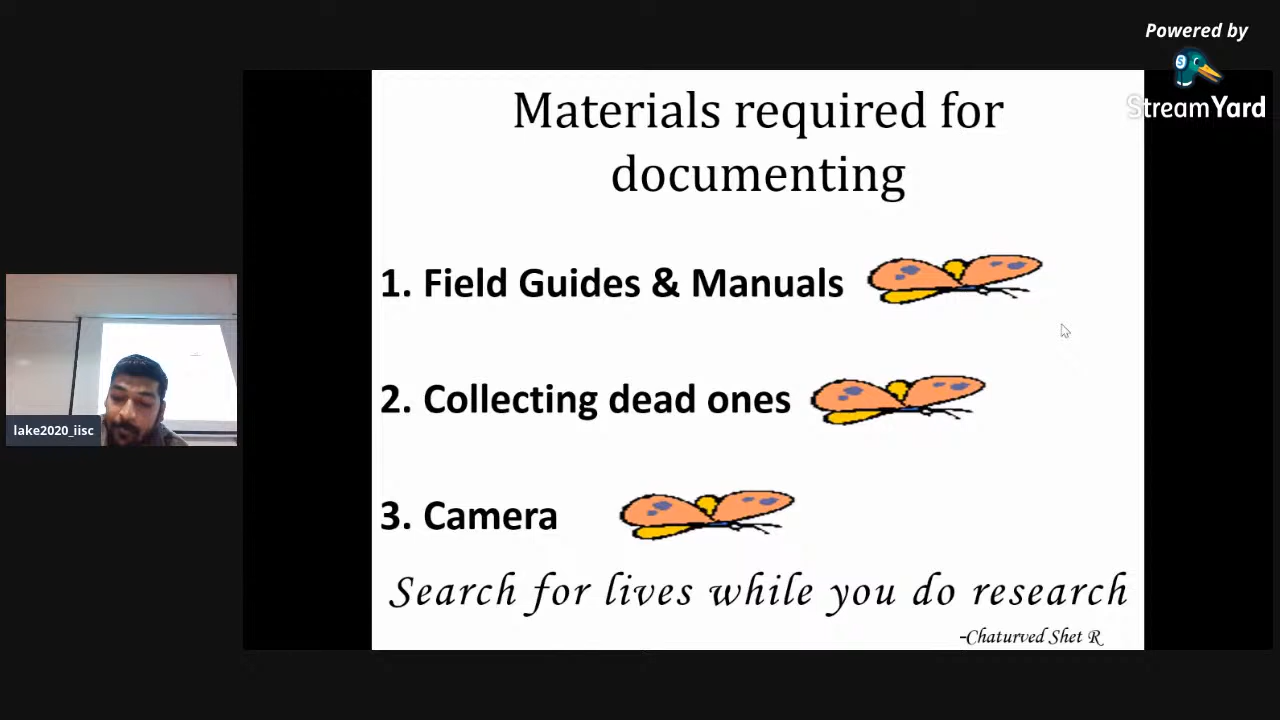 Powered by
StreamYard
Materials required for
documenting
1. Field Guides & Manuals
2. Collecting dead ones
3. Camera
Search for lives while you do research
-Chaturved Shet R
lake2020_iisc